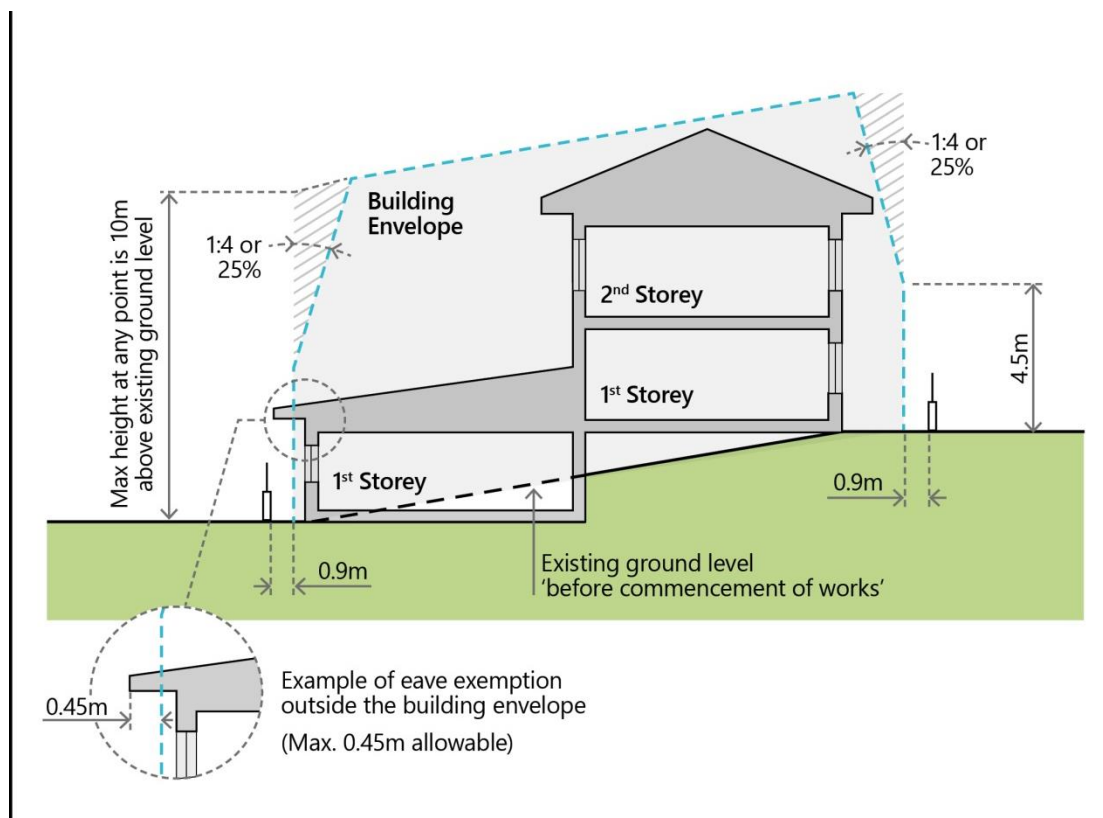 1:4 or
25%
Building
Envelope
1:4 or
25%
Max height at any point is 10m
above existing ground level
2nd Storey
1st Storey
4.5m
1st Storey
0.9m
0.9m
Existing ground level
‘before commencement of works’
0.45m
Example of eave exemption
outside the building envelope
(Max. 0.45m allowable)